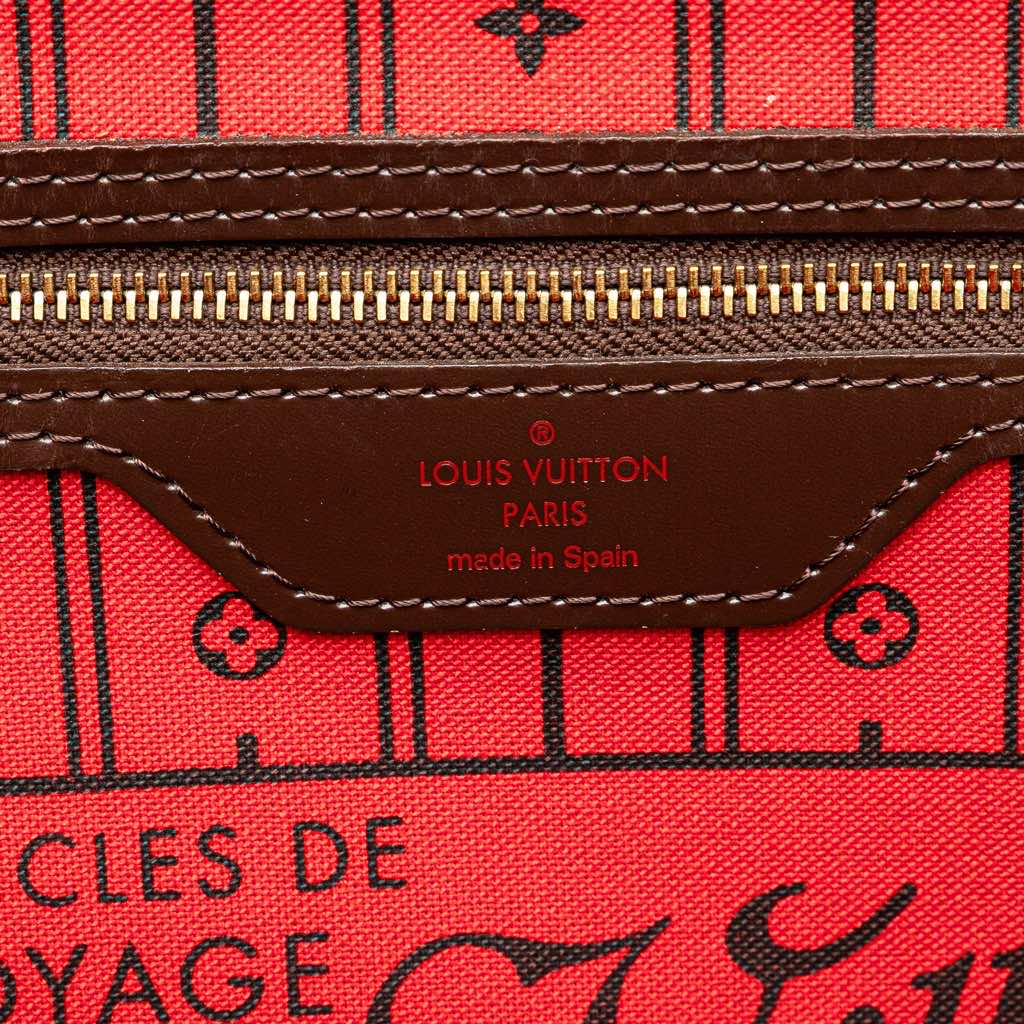 ®
LOUIS VUITTON
PARIS
made in Spain
CLES DE
OYAGE